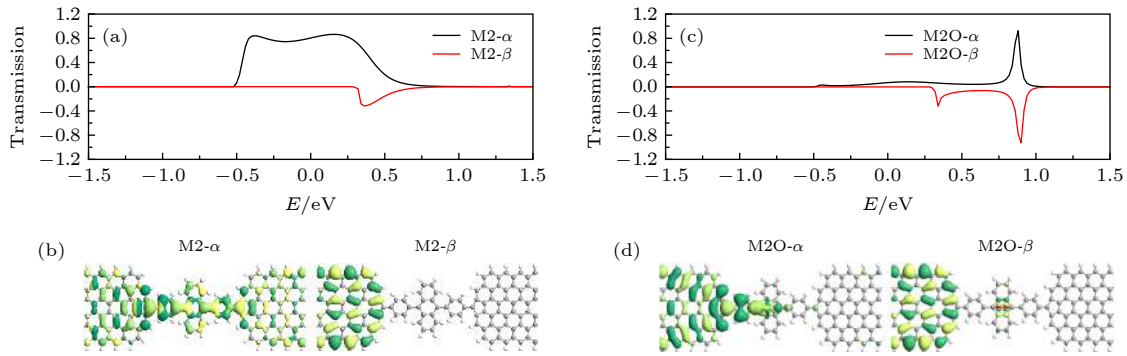 1.2
0.8
0.4
0.0
−0.4
−0.8
−1.2
Transmission
(a)
M2-α
M2-β
−1.5 −1.0 −0.5 0 0.5 1.0 1.5
E/eV
1.2
0.8
0.4
0.0
−0.4
−0.8
−1.2
Transmission
(c)
M2O-α
M2O-β
−1.5 −1.0 −0.5 0 0.5 1.0 1.5
E/eV
(b) M2-α M2-β
(d) M2O-α M2O-β